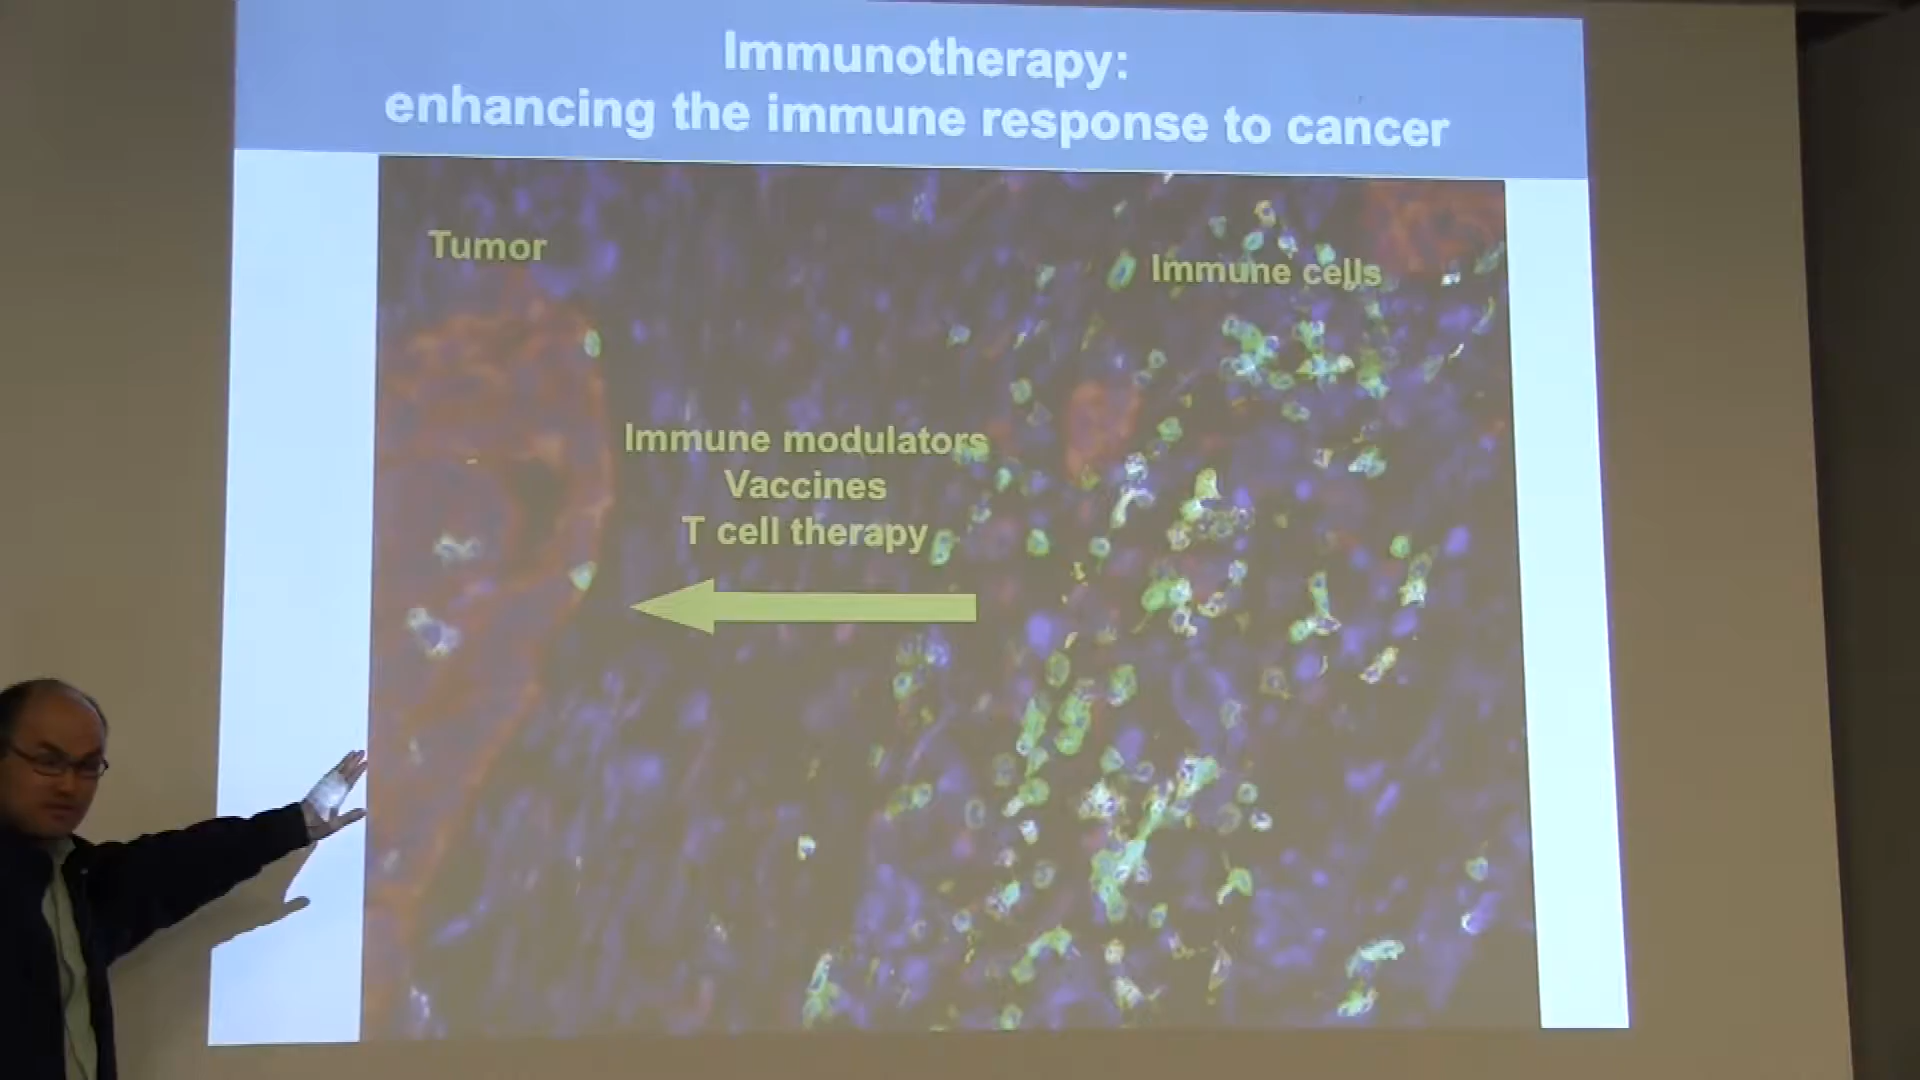 Immunotherapy:
enhancing the immune response to cancer
Tumor
Immune cells
Immune modulators
Vaccines
T cell therapy